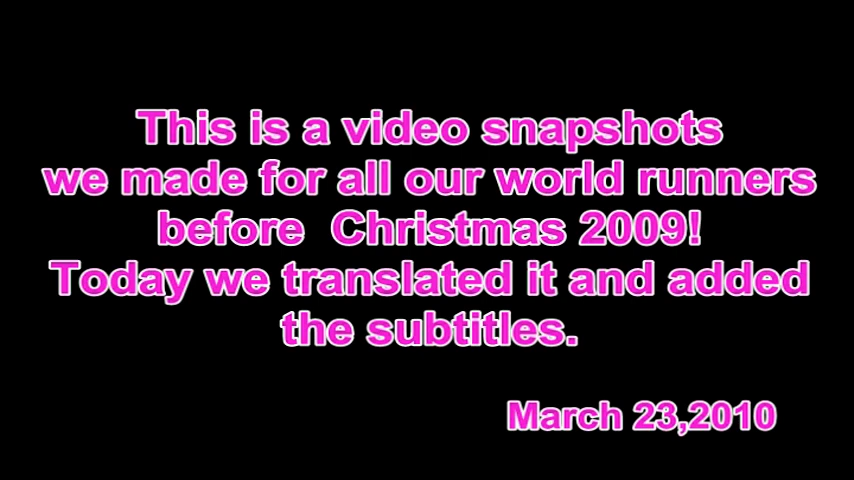 This is a video snapshots
we made for all our world runners
before Christmas 2009!
Today we translated it and added
the subtitles.
March 23,2010